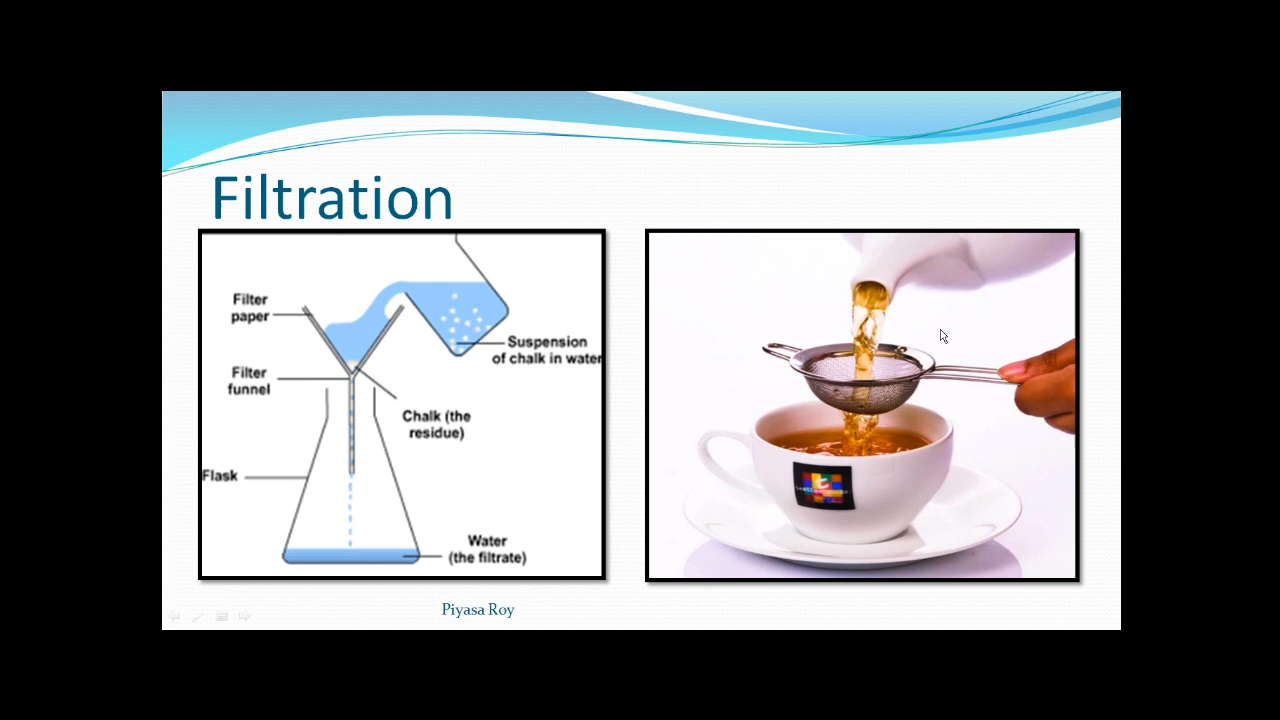 Filtration
Filter
paper
Suspension
of chalk in water
Filter
funnel
Chalk (the
residue)
Flask
Water
(the filtrate)
Piyasa Roy